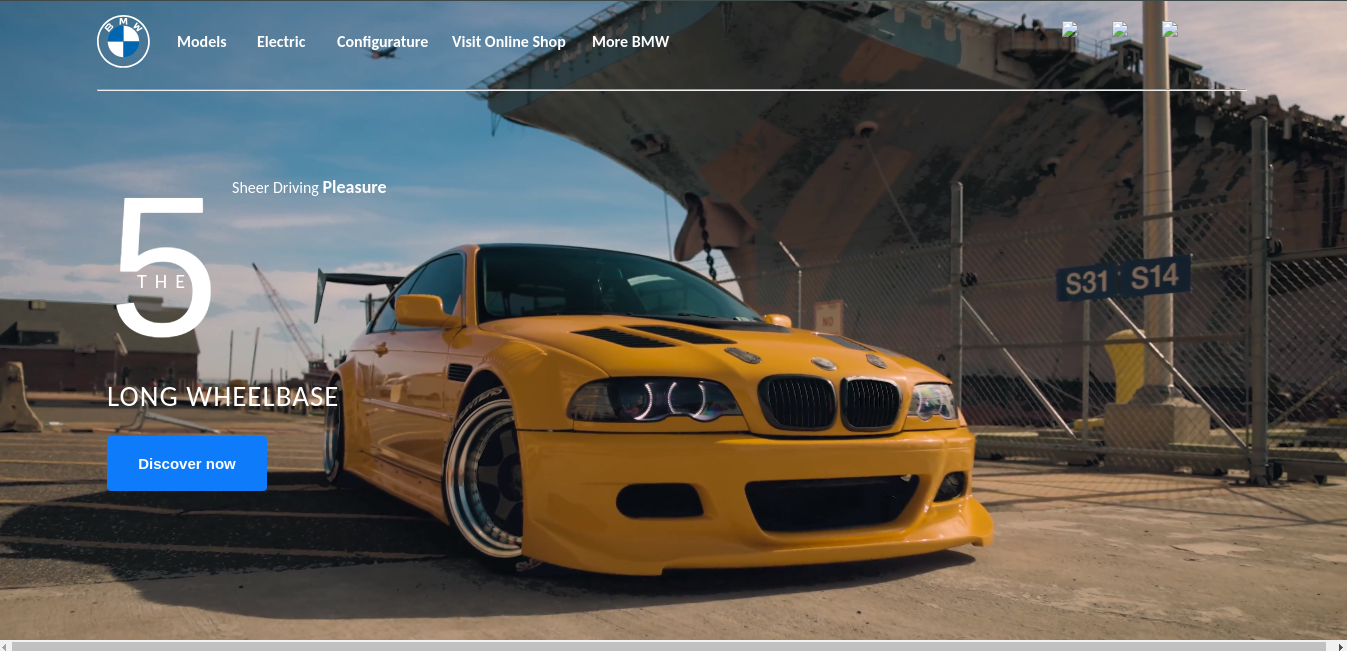 BMW
Models Electric Configurature Visit Online Shop More BMW
Sheer Driving Pleasure
5
THE
LONG WHEELBASE
Discover now
S31 S14
NO